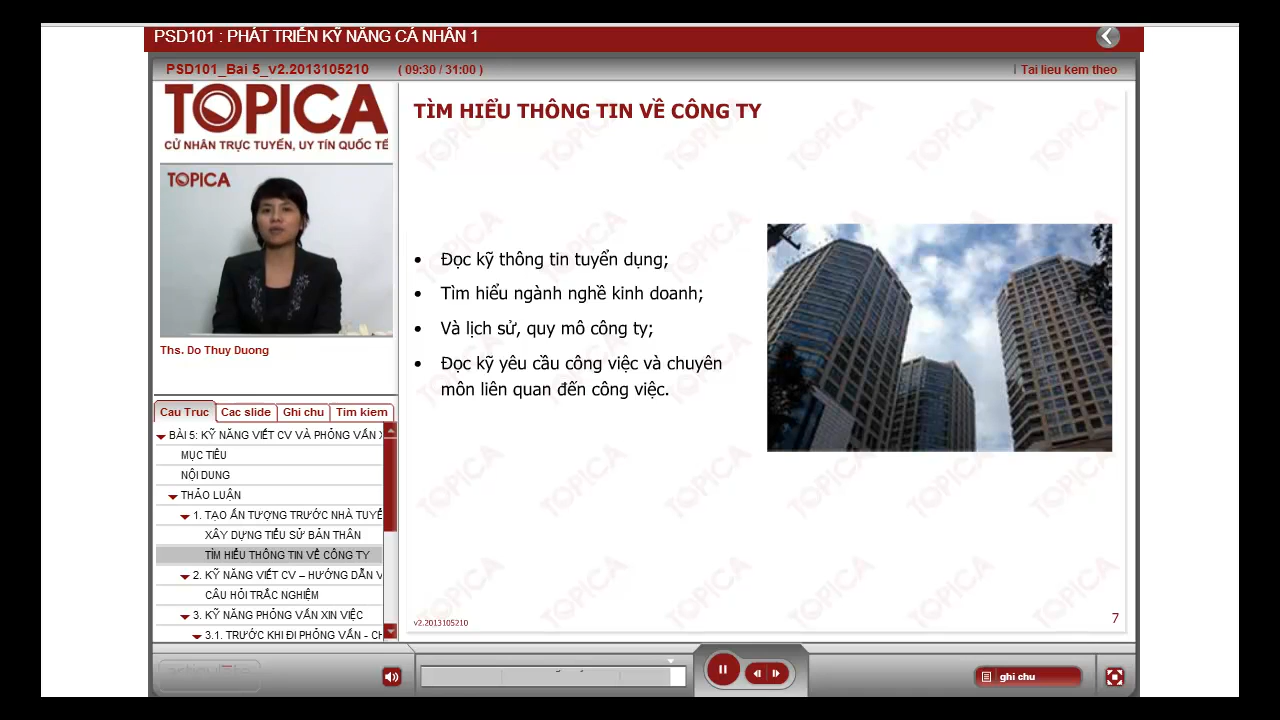 PSD101 : PHÁT TRIỂN KỸ NĂNG CÁ NHÂN 1
PSD101_Bai 5_v2.2013105210
( 09:30 / 31:00 )
Tai lieu kem theo
TOPICA
CỬ NHÂN TRỰC TUYẾN, UY TÍN QUỐC TẾ
TOPICA
Ths. Do Thuy Duong
Cau Truc
Cac slide
Ghi chu
Tim kiem
BÀI 5: KỸ NĂNG VIẾT CV VÀ PHỎNG VẤN X
MỤC TIÊU
NỘI DUNG
THẢO LUẬN
1. TẠO ẤN TƯỢNG TRƯỚC NHÀ TUYỂ
XÂY DỰNG TIỂU SỬ BẢN THÂN
TÌM HIỂU THÔNG TIN VỀ CÔNG TY
2. KỸ NĂNG VIẾT CV – HƯỚNG DẪN V
CÂU HỎI TRẮC NGHIỆM
3. KỸ NĂNG PHỎNG VẤN XIN VIỆC
3.1. TRƯỚC KHI ĐI PHỎNG VẤN - CH
TÌM HIỂU THÔNG TIN VỀ CÔNG TY
• Đọc kỹ thông tin tuyển dụng;
• Tìm hiểu ngành nghề kinh doanh;
• Và lịch sử, quy mô công ty;
• Đọc kỹ yêu cầu công việc và chuyên
môn liên quan đến công việc.
v2.2013105210
7
ghi chu